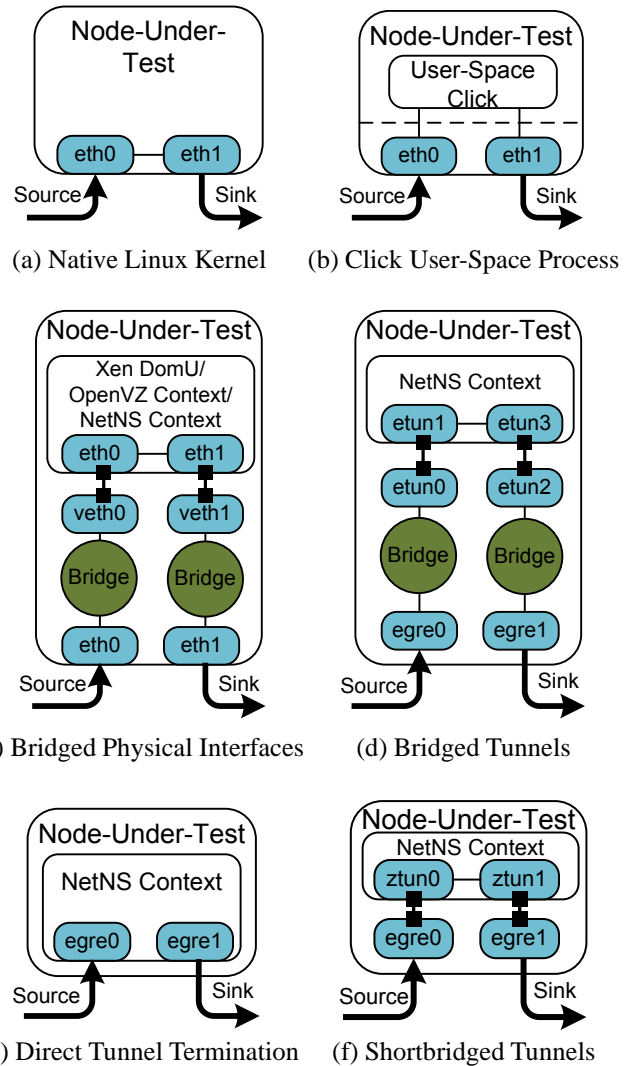 Node-Under-
Test
eth0
eth1
Source
Sink
(a) Native Linux Kernel
Node-Under-Test
User-Space
Click
eth0
eth1
Source
Sink
(b) Click User-Space Process
Node-Under-Test
Xen DomU/
OpenVZ Context/
NetNS Context
eth0
eth1
veth0
veth1
Bridge
Bridge
eth0
eth1
Source
Sink
) Bridged Physical Interfaces
Node-Under-Test
NetNS Context
etun1
etun3
etun0
etun2
Bridge
Bridge
egre0
egre1
Source
Sink
(d) Bridged Tunnels
Node-Under-Test
NetNS Context
egre0
egre1
Source
Sink
) Direct Tunnel Termination
Node-Under-Test
NetNS Context
ztun0
ztun1
egre0
egre1
Source
Sink
(f) Shortbridged Tunnels